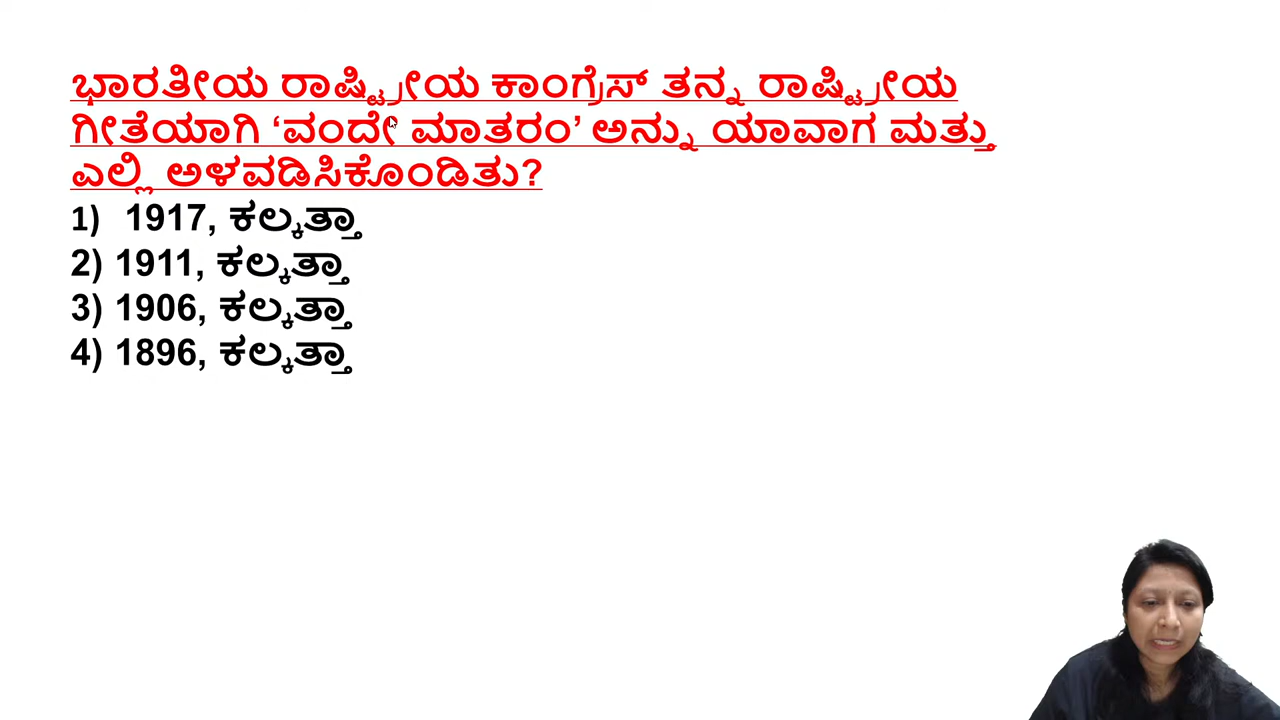 ಭಾರತೀಯ ರಾಷ್ಟ್ರೀಯ ಕಾಂಗ್ರೆಸ್ ತನ್ನ ರಾಷ್ಟ್ರೀಯ
ಗೀತೆಯಾಗಿ ‘ವಂದೇ ಮಾತರಂ’ ಅನ್ನು ಯಾವಾಗ ಮತ್ತು
ಎಲ್ಲಿ ಅಳವಡಿಸಿಕೊಂಡಿತು?
1) 1917, ಕಲ್ಕತ್ತಾ
2) 1911, ಕಲ್ಕತ್ತಾ
3) 1906, ಕಲ್ಕತ್ತಾ
4) 1896, ಕಲ್ಕತ್ತಾ